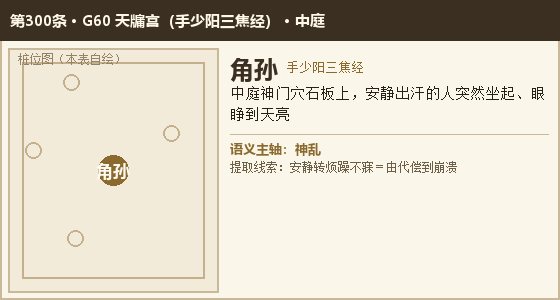 第300条·G60 天牖宫（手少阳三焦经）·中庭
桩位图（本表自绘）
角孙
角孙 手少阳三焦经
中庭神门穴石板上，安静出汗的人突然坐起、眼
睁到天亮
语义主轴：神乱
提取线索：安静转烦躁不寐＝由代偿到崩溃